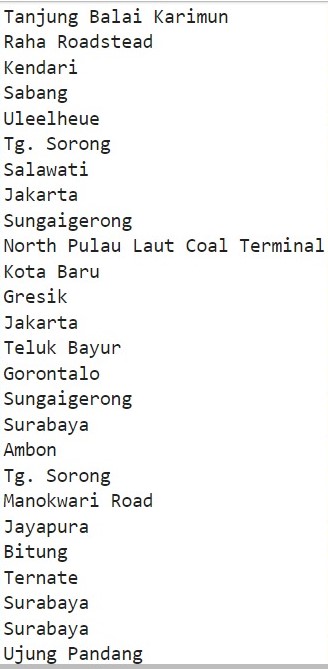 Tanjung Balai Karimun
Raha Roadstead
Kendari
Sabang
Uleelheue
Tg. Sorong
Salawati
Jakarta
Sungaigerong
North Pulau Laut Coal Terminal
Kota Baru
Gresik
Jakarta
Teluk Bayur
Gorontalo
Sungaigerong
Surabaya
Ambon
Tg. Sorong
Manokwari Road
Jayapura
Bitung
Ternate
Surabaya
Surabaya
Ujung Pandang